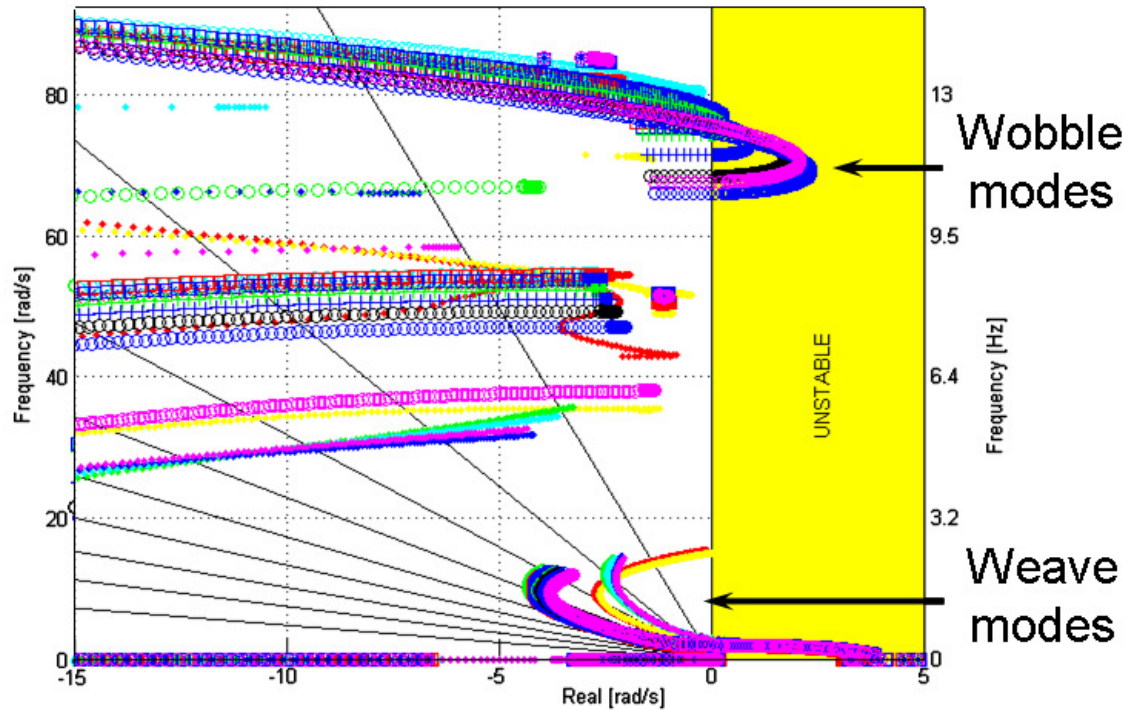 80
60
40
20
0
-15
-10
-5
0
5
Real [rad/s]
Frequency [rad/s]
13
9.5
6.4
3.2
0
Frequency [Hz]
UNSTABLE
Wobble
modes
Weave
modes